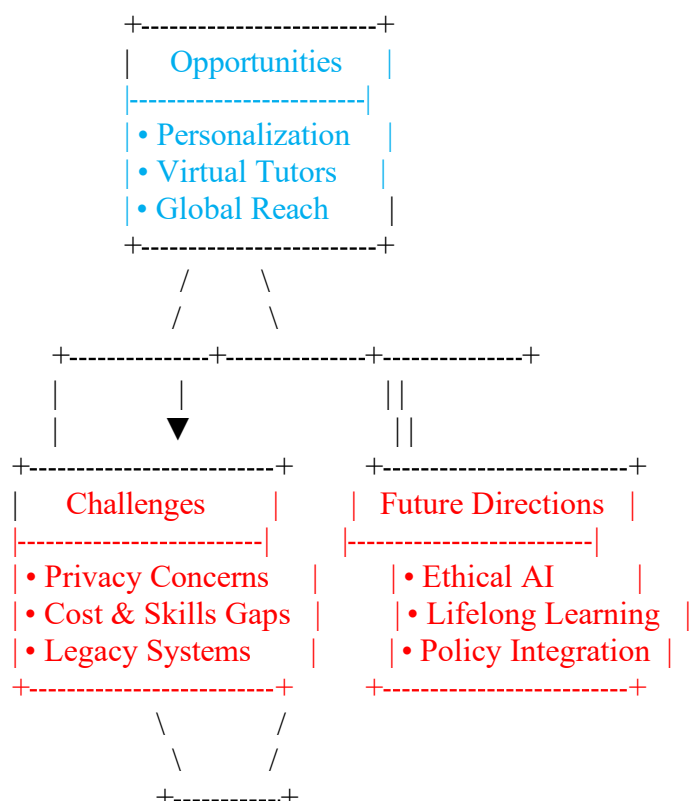 Opportunities
• Personalization
• Virtual Tutors
• Global Reach
Challenges
• Privacy Concerns
• Cost & Skills Gaps
• Legacy Systems
Future Directions
• Ethical AI
• Lifelong Learning
• Policy Integration